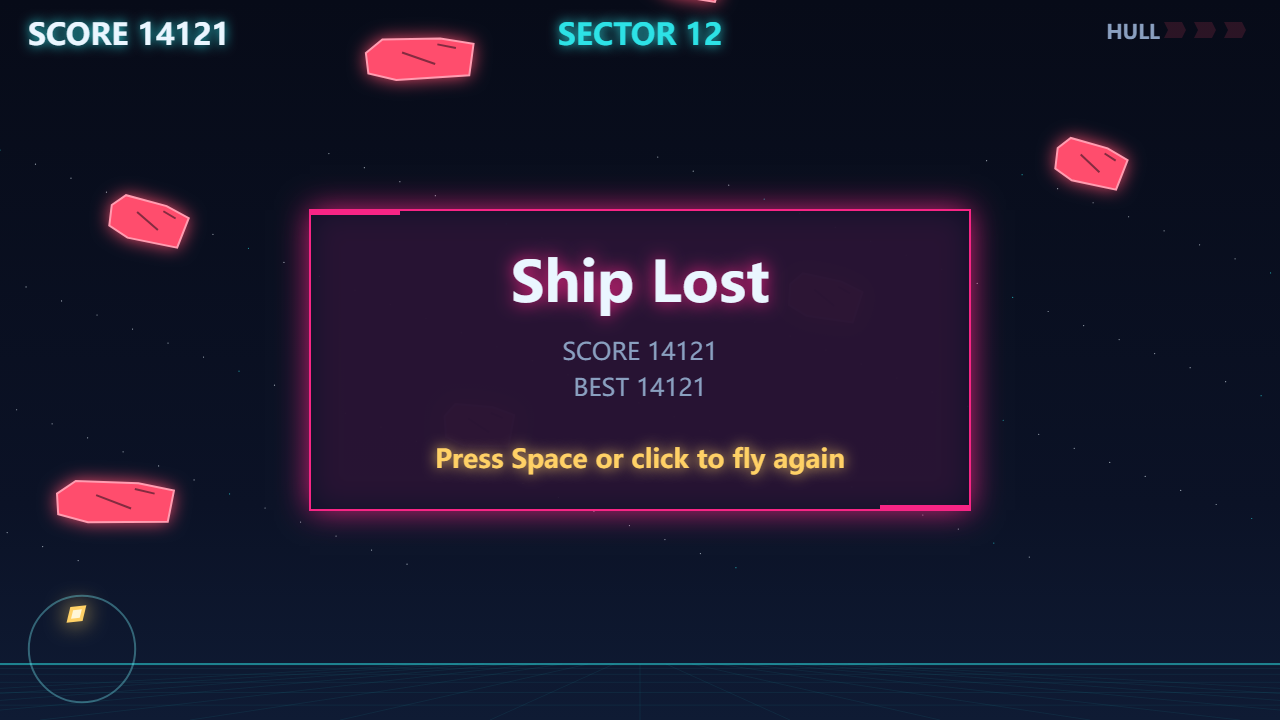 SCORE 14121
SECTOR 12
HULL
Ship Lost
SCORE 14121
BEST 14121
Press Space or click to fly again